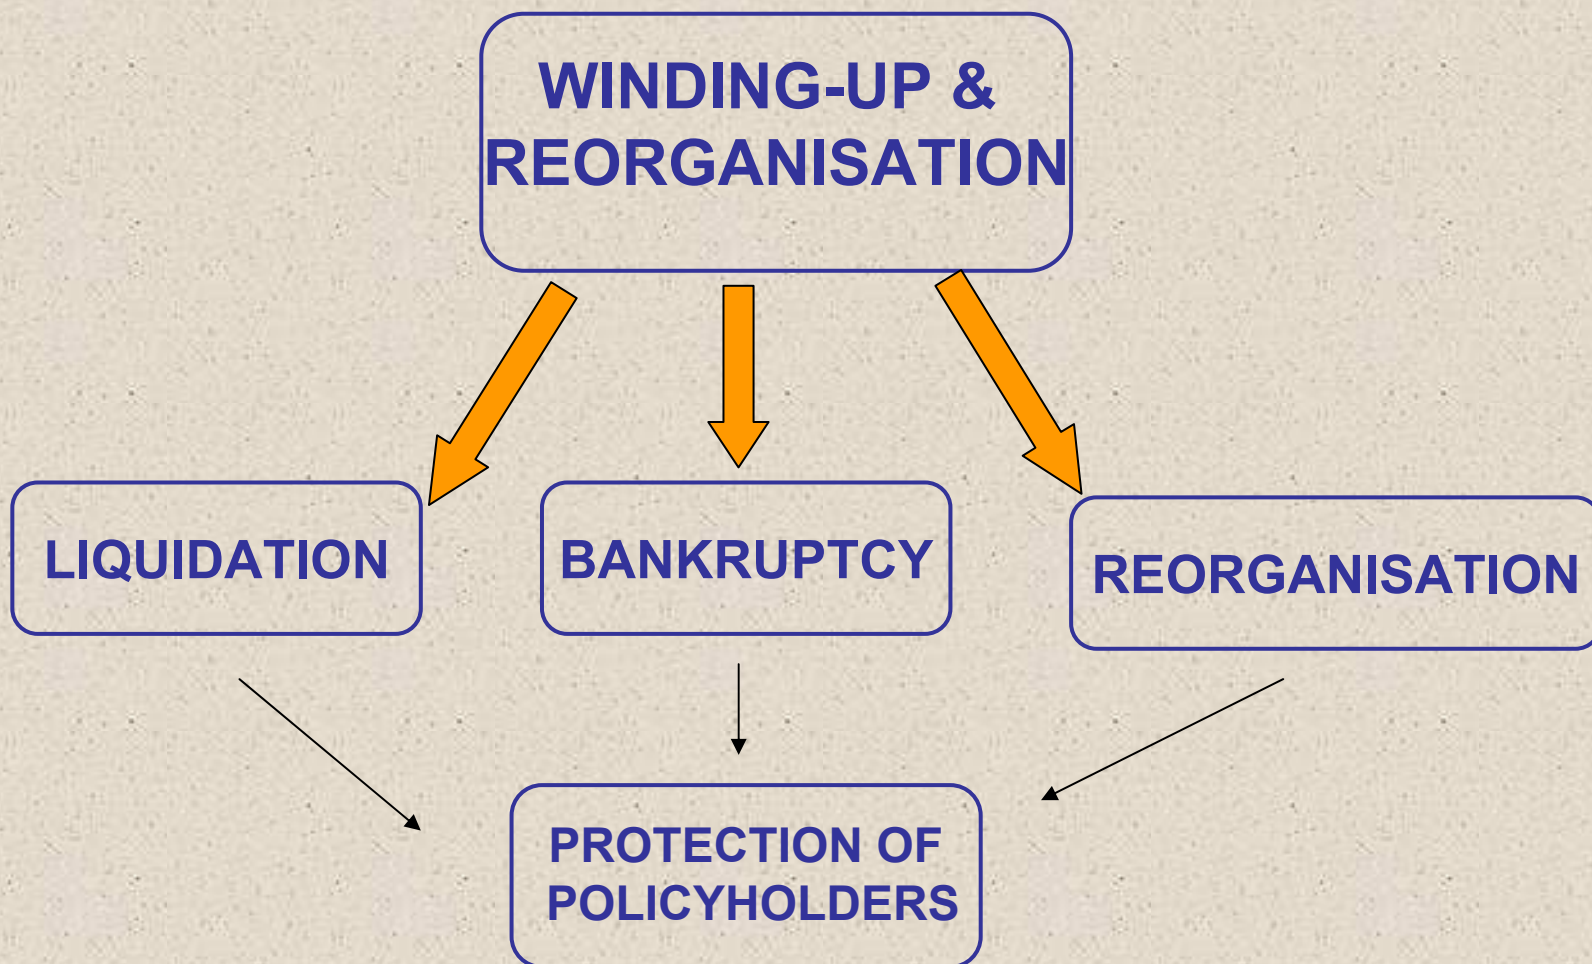 WINDING-UP &
REORGANISATION
LIQUIDATION
BANKRUPTCY
REORGANISATION
PROTECTION OF
POLICYHOLDERS